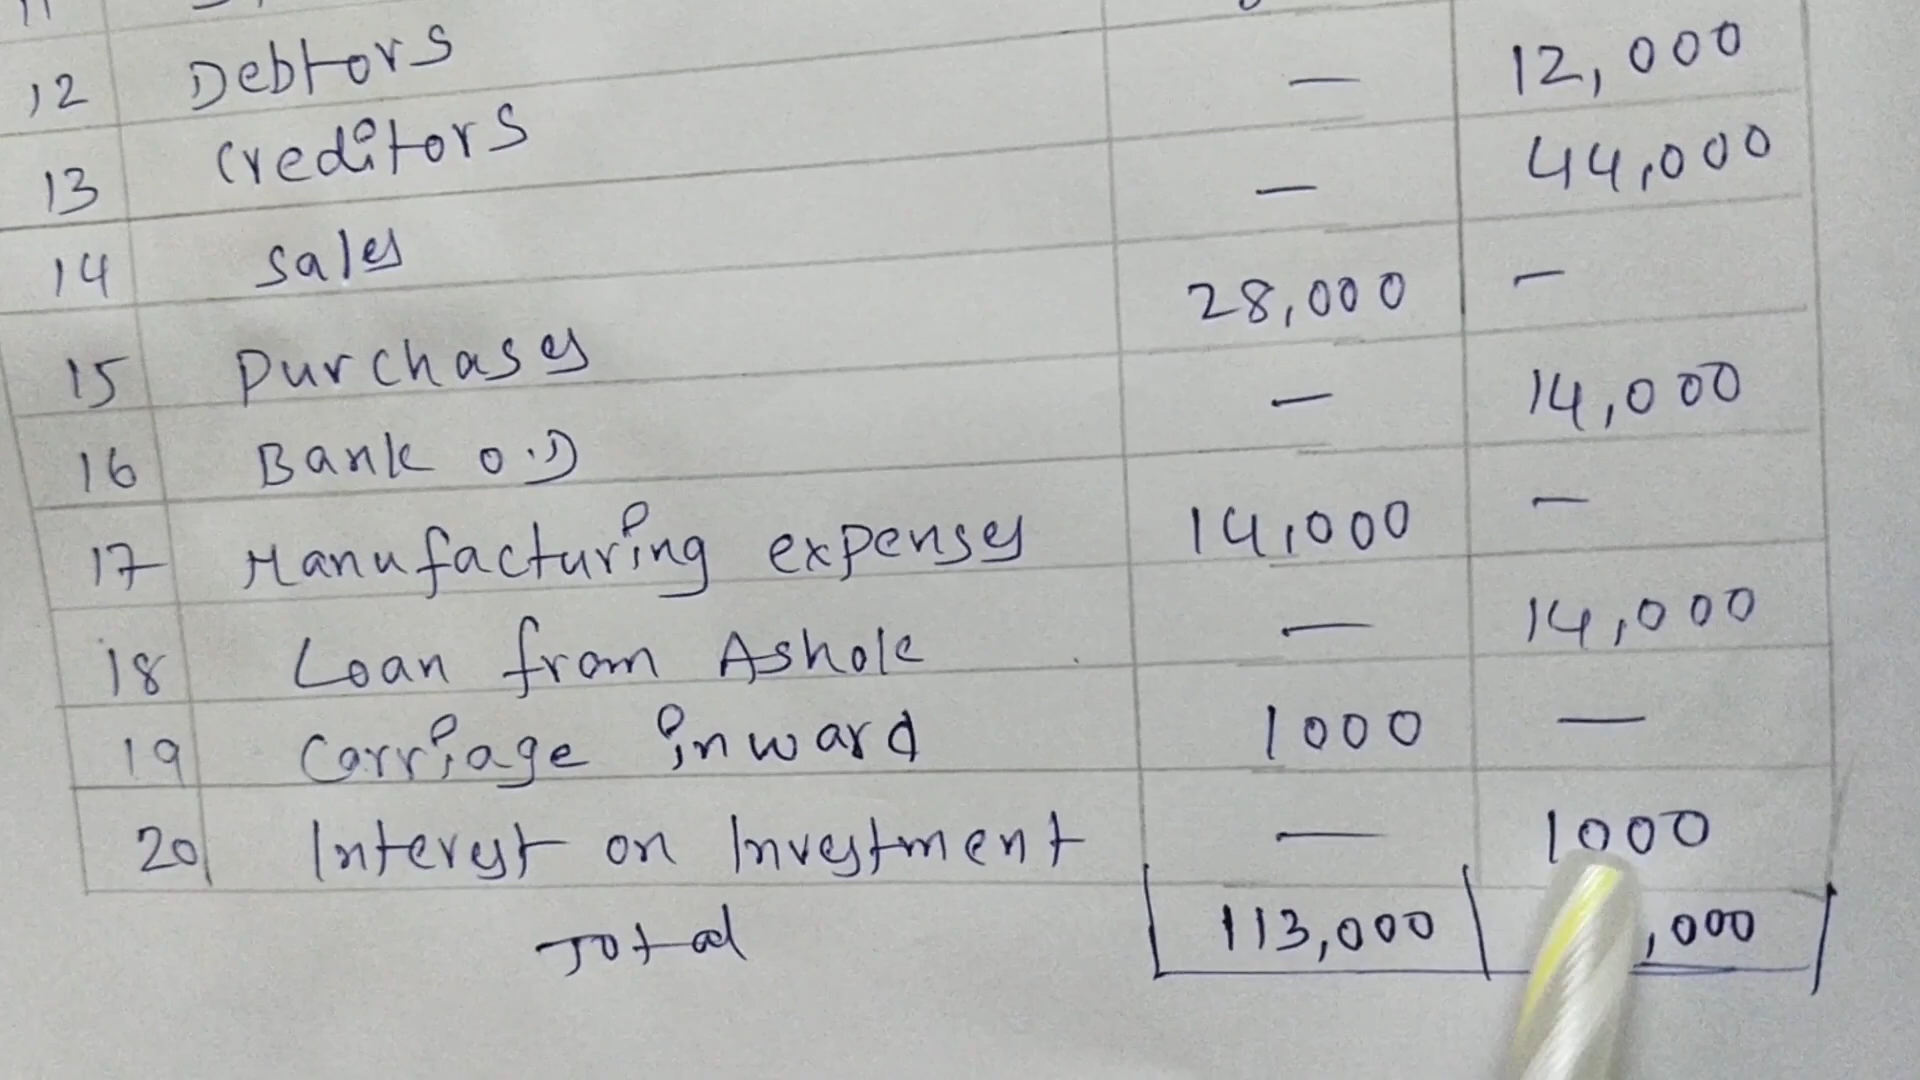 12 Debtors
13 Creditors — 12,000
14 Sales — 44,000
15 Purchases 28,000 —
16 Bank O.D — 14,000
17 Manufacturing expenses 14,000 —
18 Loan from Ashok — 14,000
19 Carriage inward 1000 —
20 Interest on Investment — 1000
Total 113,000 ,000